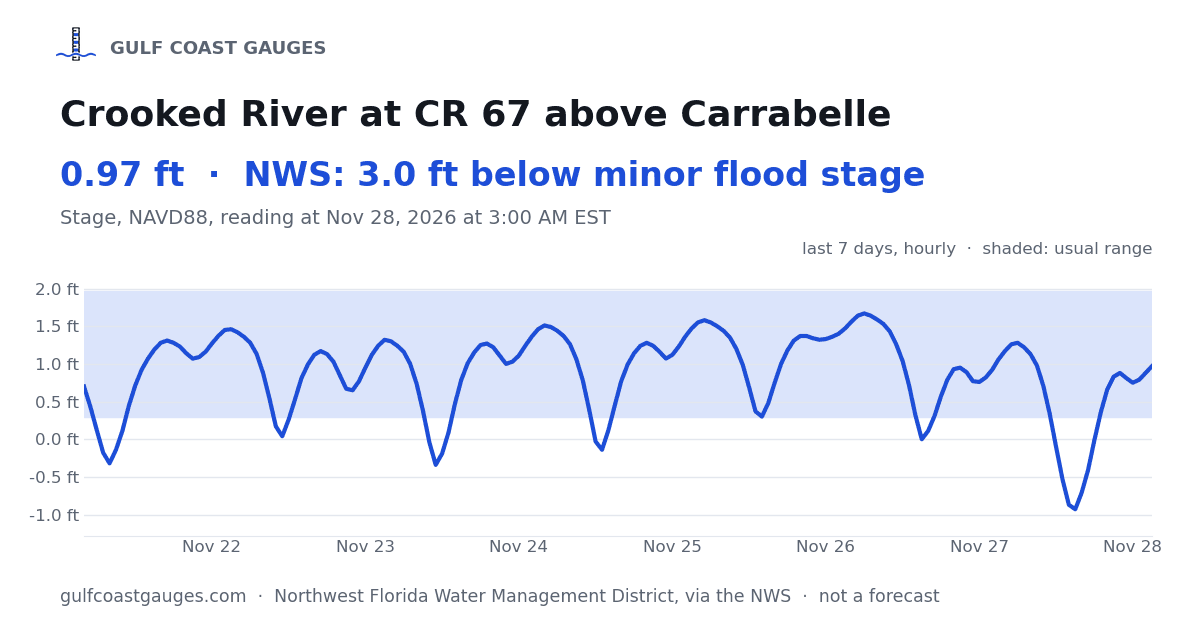 GULF COAST GAUGES
Crooked River at CR 67 above Carrabelle
0.97 ft · NWS: 3.0 ft below minor flood stage
Stage, NAVD88, reading at Nov 28, 2026 at 3:00 AM EST
last 7 days, hourly · shaded: usual range
2.0 ft
1.5 ft
1.0 ft
0.5 ft
0.0 ft
-0.5 ft
-1.0 ft
Nov 22 Nov 23 Nov 24 Nov 25 Nov 26 Nov 27 Nov 28
gulfcoastgauges.com · Northwest Florida Water Management District, via the NWS · not a forecast